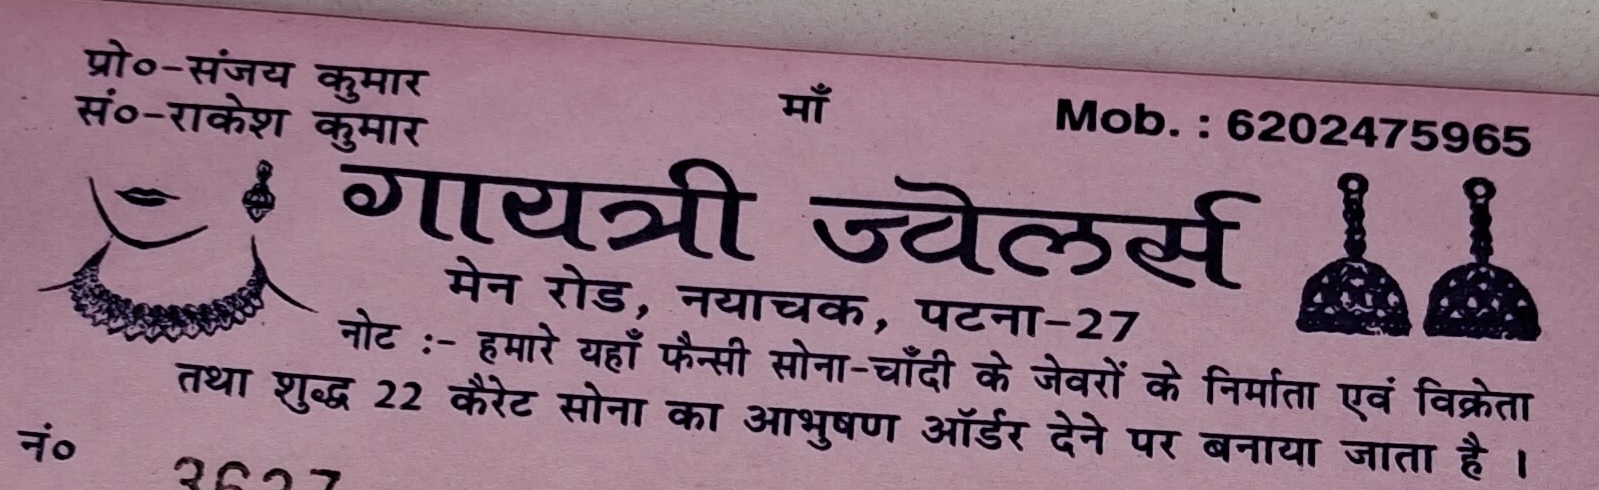 प्रो०-संजय कुमार
सं०-राकेश कुमार
माँ
Mob. : 6202475965
गायत्री ज्वेलर्स
मेन रोड, नयाचक, पटना-27
नोट :- हमारे यहाँ फैन्सी सोना-चाँदी के जेवरों के निर्माता एवं विक्रेता
तथा शुद्ध 22 कैरेट सोना का आभुषण ऑर्डर देने पर बनाया जाता है ।
नं०